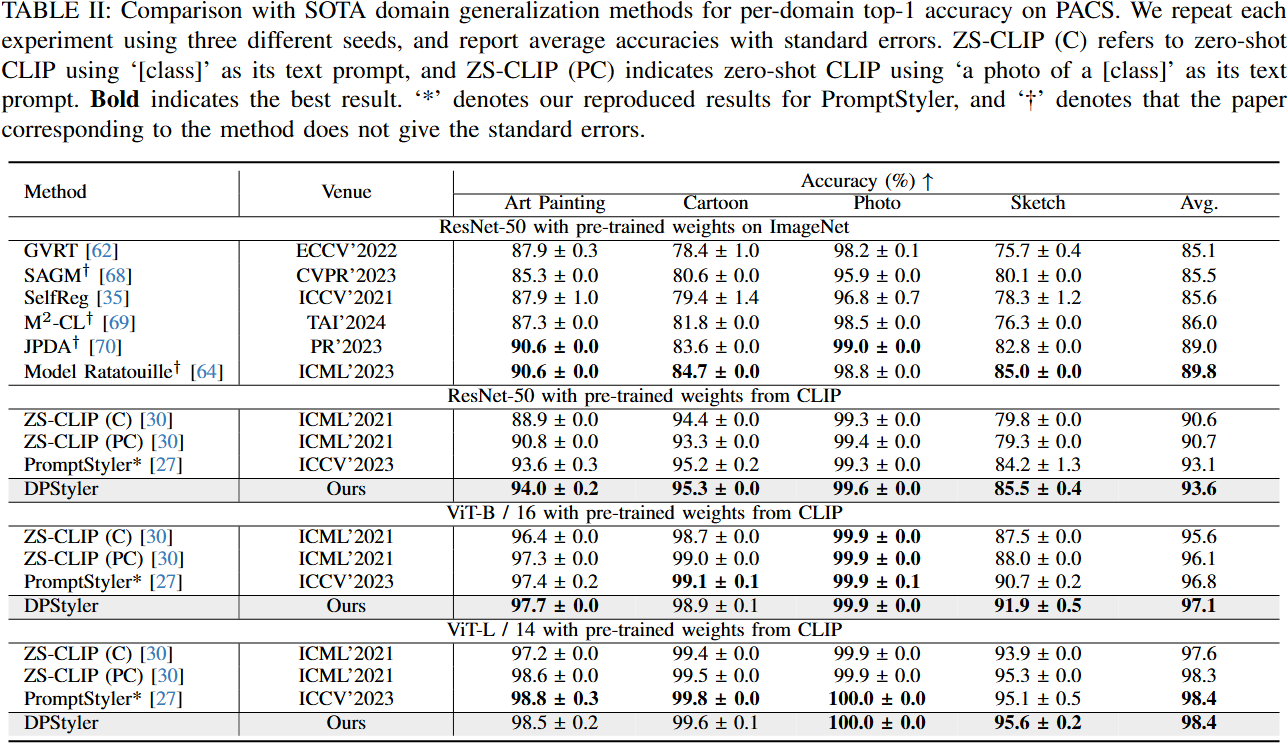 TABLE II: Comparison with SOTA domain generalization methods for per-domain top-1 accuracy on PACS. We repeat each
experiment using three different seeds, and report average accuracies with standard errors. ZS-CLIP (C) refers to zero-shot
CLIP using ‘[class]’ as its text prompt, and ZS-CLIP (PC) indicates zero-shot CLIP using ‘a photo of a [class]’ as its text
prompt. Bold indicates the best result. ‘*’ denotes our reproduced results for PromptStyler, and ‘†’ denotes that the paper
corresponding to the method does not give the standard errors.
Method Venue Accuracy (%) ↑
Art Painting Cartoon Photo Sketch Avg.
ResNet-50 with pre-trained weights on ImageNet
GVRT [62] ECCV’2022 87.9 ± 0.3 78.4 ± 1.0 98.2 ± 0.1 75.7 ± 0.4 85.1
SAGM† [68] CVPR’2023 85.3 ± 0.0 80.6 ± 0.0 95.9 ± 0.0 80.1 ± 0.0 85.5
SelfReg [35] ICCV’2021 87.9 ± 1.0 79.4 ± 1.4 96.8 ± 0.7 78.3 ± 1.2 85.6
M²-CL† [69] TAI’2024 87.3 ± 0.0 81.8 ± 0.0 98.5 ± 0.0 76.3 ± 0.0 86.0
JPDA† [70] PR’2023 90.6 ± 0.0 83.6 ± 0.0 99.0 ± 0.0 82.8 ± 0.0 89.0
Model Ratatouille† [64] ICML’2023 90.6 ± 0.0 84.7 ± 0.0 98.8 ± 0.0 85.0 ± 0.0 89.8
ResNet-50 with pre-trained weights from CLIP
ZS-CLIP (C) [30] ICML’2021 88.9 ± 0.0 94.4 ± 0.0 99.3 ± 0.0 79.8 ± 0.0 90.6
ZS-CLIP (PC) [30] ICML’2021 90.8 ± 0.0 93.3 ± 0.0 99.4 ± 0.0 79.3 ± 0.0 90.7
PromptStyler* [27] ICCV’2023 93.6 ± 0.3 95.2 ± 0.2 99.3 ± 0.0 84.2 ± 1.3 93.1
DPStyler Ours 94.0 ± 0.2 95.3 ± 0.0 99.6 ± 0.0 85.5 ± 0.4 93.6
ViT-B / 16 with pre-trained weights from CLIP
ZS-CLIP (C) [30] ICML’2021 96.4 ± 0.0 98.7 ± 0.0 99.9 ± 0.0 87.5 ± 0.0 95.6
ZS-CLIP (PC) [30] ICML’2021 97.3 ± 0.0 99.0 ± 0.0 99.9 ± 0.0 88.0 ± 0.0 96.1
PromptStyler* [27] ICCV’2023 97.4 ± 0.2 99.1 ± 0.1 99.9 ± 0.1 90.7 ± 0.2 96.8
DPStyler Ours 97.7 ± 0.0 98.9 ± 0.1 99.9 ± 0.0 91.9 ± 0.5 97.1
ViT-L / 14 with pre-trained weights from CLIP
ZS-CLIP (C) [30] ICML’2021 97.2 ± 0.0 99.4 ± 0.0 99.9 ± 0.0 93.9 ± 0.0 97.6
ZS-CLIP (PC) [30] ICML’2021 98.6 ± 0.0 99.5 ± 0.0 99.9 ± 0.0 95.3 ± 0.0 98.3
PromptStyler* [27] ICCV’2023 98.8 ± 0.3 99.8 ± 0.0 100.0 ± 0.0 95.1 ± 0.5 98.4
DPStyler Ours 98.5 ± 0.2 99.6 ± 0.1 100.0 ± 0.0 95.6 ± 0.2 98.4